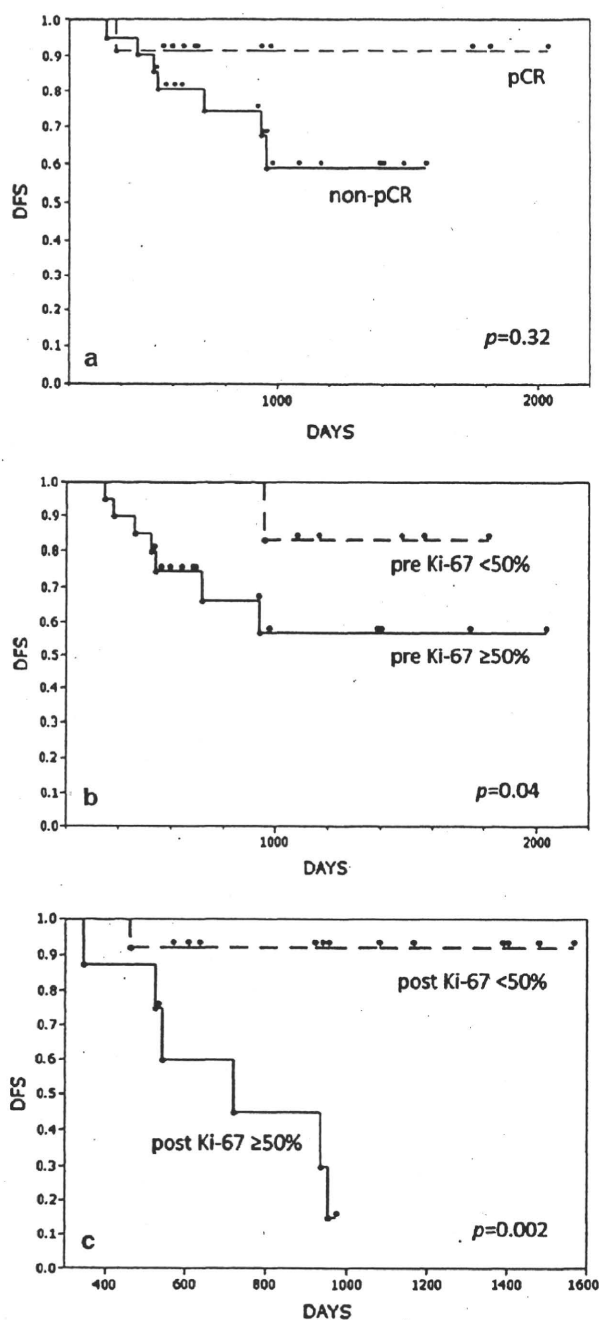 1.0
0.9
0.8
0.7
0.6
0.5
0.4
0.3
0.2
0.1
0.0
DFS
pCR
non-pCR
p=0.32
a
1000 2000
DAYS
1.0
0.9
0.8
0.7
0.6
0.5
0.4
0.3
0.2
0.1
0.0
DFS
pre Ki-67 <50%
pre Ki-67 ≥50%
p=0.04
b
1000 2000
DAYS
1.0
0.9
0.8
0.7
0.6
0.5
0.4
0.3
0.2
0.1
0.0
DFS
post Ki-67 <50%
post Ki-67 ≥50%
p=0.002
c
400 600 800 1000 1200 1400 1600
DAYS